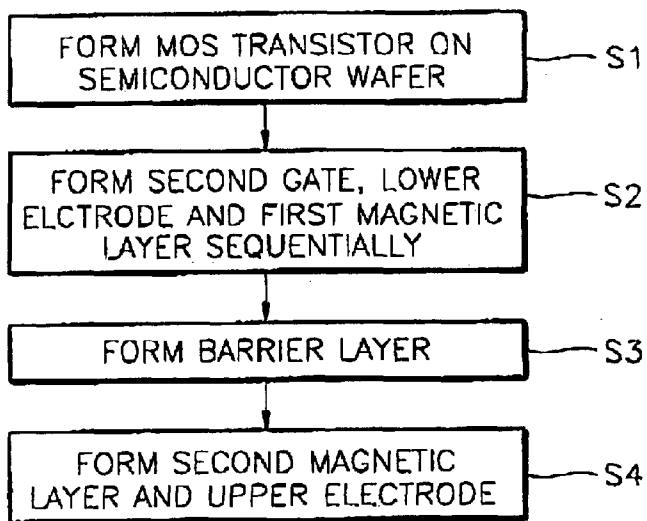 FORM MOS TRANSISTOR ON
SEMICONDUCTOR WAFER
S1
FORM SECOND GATE, LOWER
ELCTRODE AND FIRST MAGNETIC
LAYER SEQUENTIALLY
S2
FORM BARRIER LAYER
S3
FORM SECOND MAGNETIC
LAYER AND UPPER ELECTRODE
S4